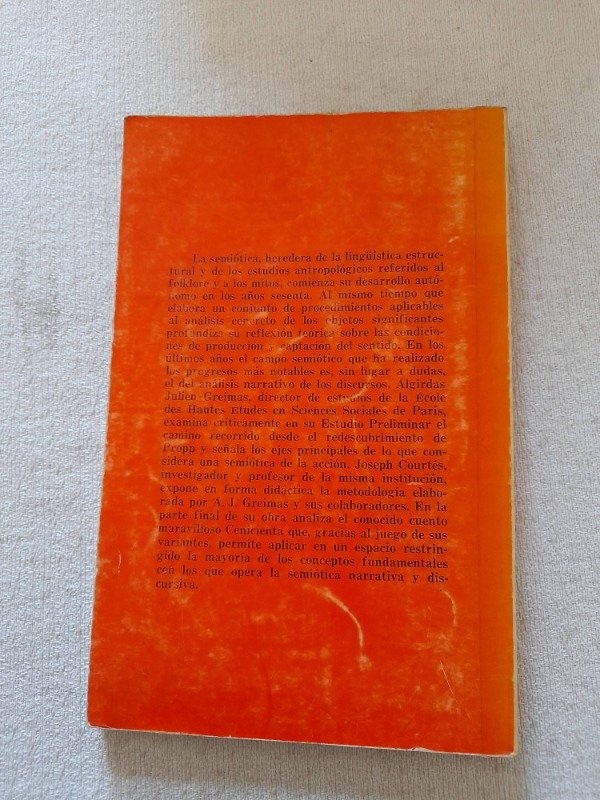 La semiótica, heredera de la lingüística estruc-
tural y de los estudios antropológicos referidos al
folklore y a los mitos, comienza su desarrollo autó-
nomo en los años sesenta. Al mismo tiempo que
elabora un conjunto de procedimientos aplicables
al análisis concreto de los objetos significantes
profundiza su reflexión teórica sobre las condicio-
nes de producción y captación del sentido. En los
últimos años el campo semiótico que ha realizado
los progresos más notables es, sin lugar a dudas,
el del análisis narrativo de los discursos. Algirdas
Julien Greimas, director de estudios de la École
des Hautes Études en Sciences Sociales de París,
examina críticamente en su Estudio Preliminar el
camino recorrido desde el redescubrimiento de
Propp y señala los ejes principales de lo que con-
sidera una semiótica de la acción. Joseph Courtés,
investigador y profesor de la misma institución,
expone en forma didáctica la metodología elabo-
rada por A. J. Greimas y sus colaboradores. En la
parte final de su obra analiza el conocido cuento
maravilloso Cenicienta que, gracias al juego de sus
variantes, permite aplicar en un espacio restrin-
gido la mayoría de los conceptos fundamentales
con los que opera la semiótica narrativa y dis-
cursiva.